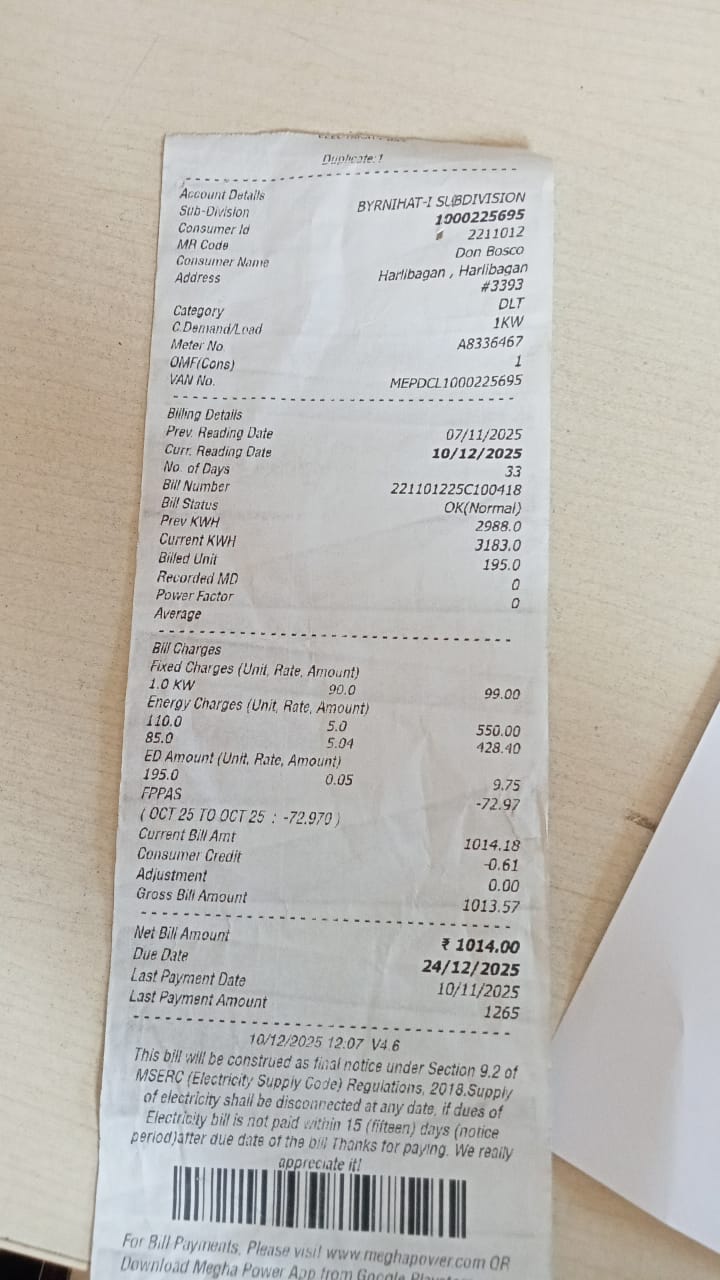 Duplicate:1
Account Details
Sub-Division BYRNIHAT-I SUBDIVISION
Consumer Id 1000225695
MR Code 2211012
Consumer Name Don Bosco
Address Harlibagan , Harlibagan
#3393
Category DLT
C.Demand/Load 1KW
Meter No. A8336467
OMF(Cons) 1
VAN No. MEPDCL1000225695
Billing Details
Prev. Reading Date 07/11/2025
Curr. Reading Date 10/12/2025
No. of Days 33
Bill Number 221101225C100418
Bill Status OK(Normal)
Prev KWH 2988.0
Current KWH 3183.0
Billed Unit 195.0
Recorded MD 0
Power Factor 0
Average
Bill Charges
Fixed Charges (Unit, Rate, Amount)
1.0 KW 90.0 99.00
Energy Charges (Unit, Rate, Amount)
110.0 5.0 550.00
85.0 5.04 428.40
ED Amount (Unit, Rate, Amount)
195.0 0.05 9.75
FPPAS -72.97
( OCT 25 TO OCT 25 : -72.970 )
Current Bill Amt 1014.18
Consumer Credit -0.61
Adjustment 0.00
Gross Bill Amount 1013.57
Net Bill Amount ₹ 1014.00
Due Date 24/12/2025
Last Payment Date 10/11/2025
Last Payment Amount 1265
10/12/2025 12:07 V4.6
This bill will be construed as final notice under Section 9.2 of
MSERC (Electricity Supply Code) Regulations, 2018.Supply
of electricity shall be disconnected at any date, if dues of
Electricity bill is not paid within 15 (fifteen) days (notice
period)after due date of the bill Thanks for paying. We really
appreciate it!
For Bill Payments, Please visit www.meghapower.com OR
Download Megha Power App from Google